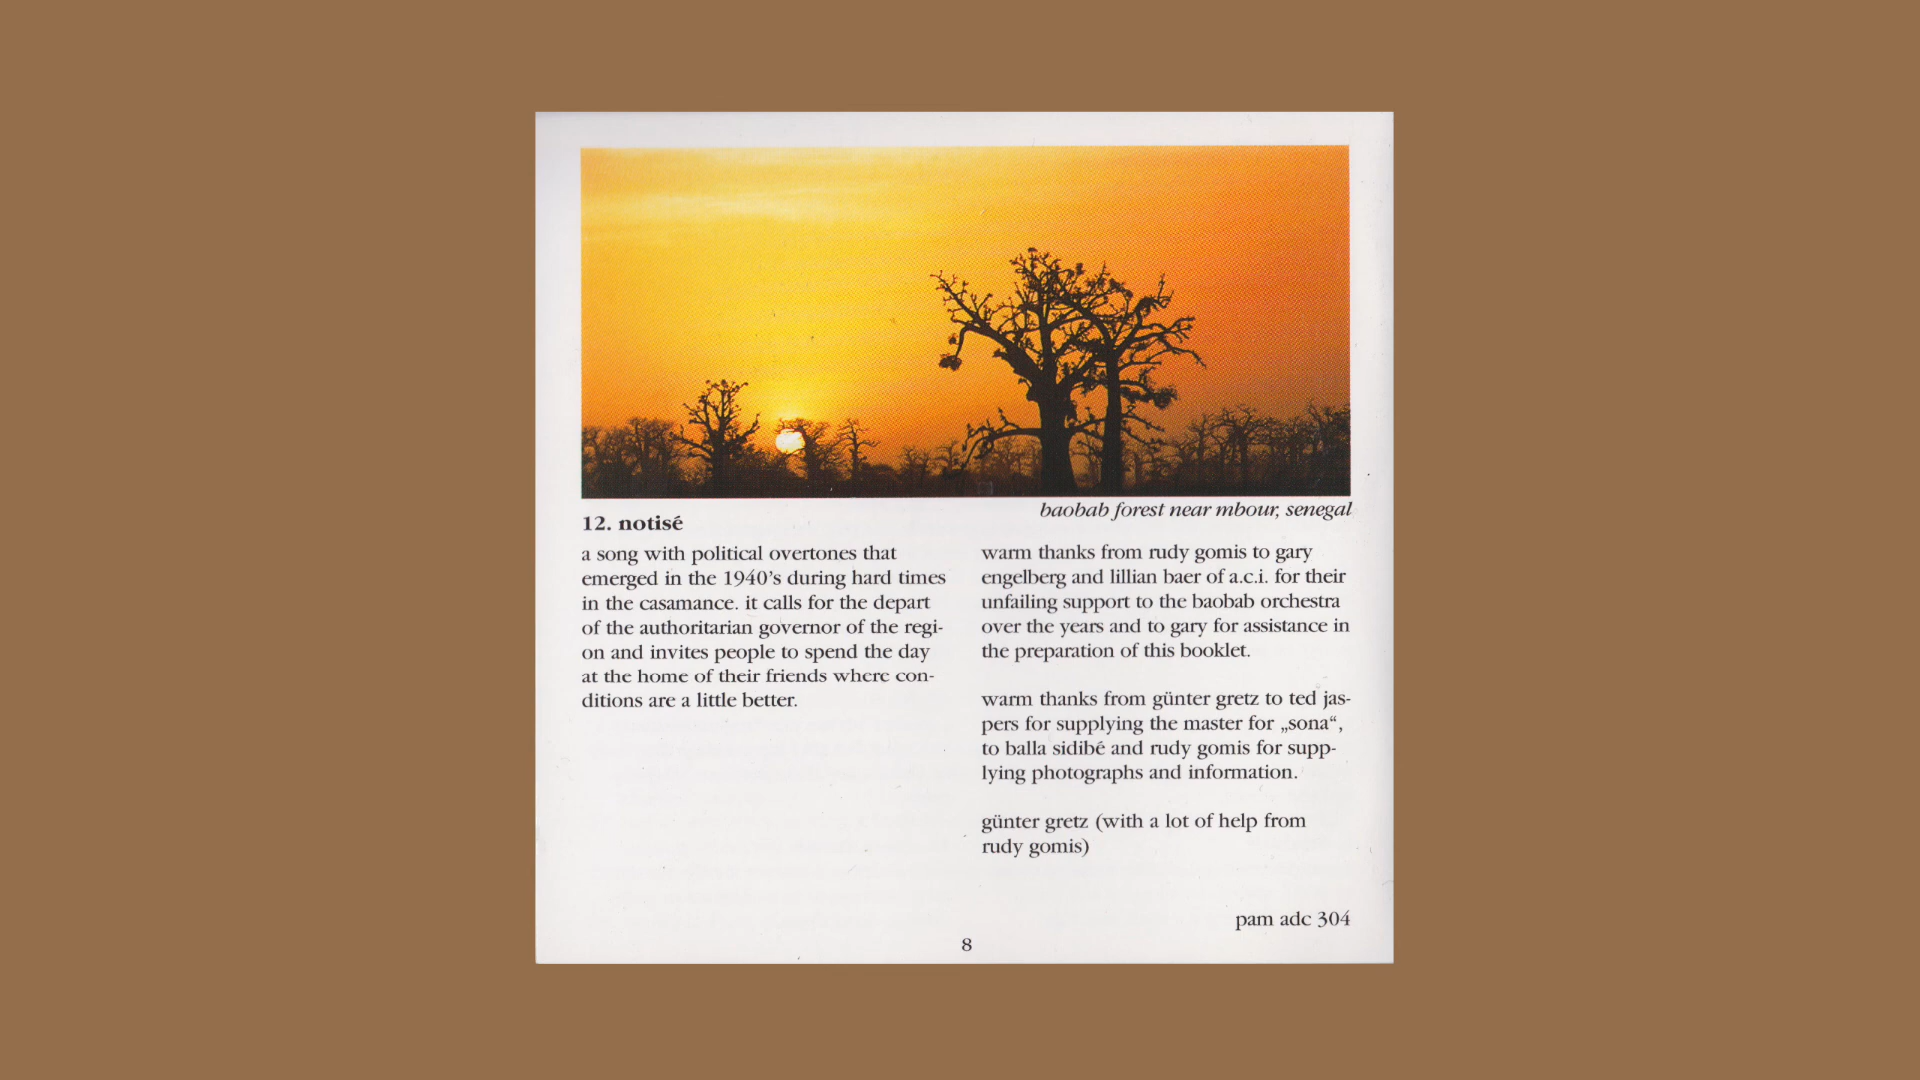 baobab forest near mbour, senegal
12. notisé
a song with political overtones that
emerged in the 1940's during hard times
in the casamance. it calls for the depart
of the authoritarian governor of the regi-
on and invites people to spend the day
at the home of their friends where con-
ditions are a little better.
warm thanks from rudy gomis to gary
engelberg and lillian baer of a.c.i. for their
unfailing support to the baobab orchestra
over the years and to gary for assistance in
the preparation of this booklet.
warm thanks from günter gretz to ted jas-
pers for supplying the master for „sona“,
to balla sidibé and rudy gomis for supp-
lying photographs and information.
günter gretz (with a lot of help from
rudy gomis)
pam adc 304
8